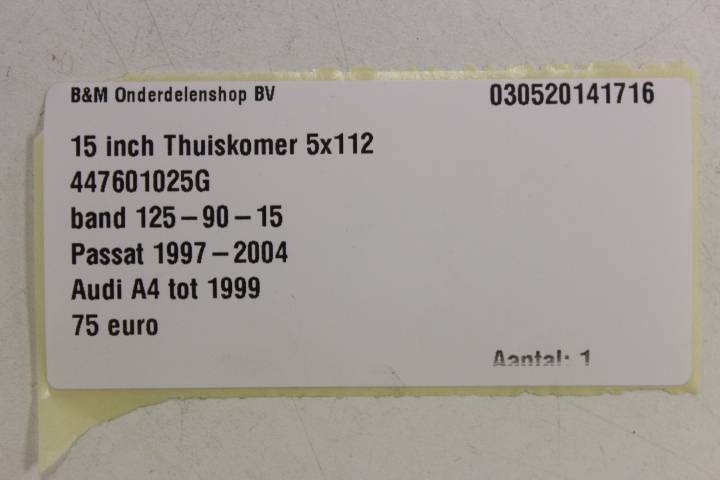 B&M Onderdelenshop BV 030520141716
15 inch Thuiskomer 5x112
447601025G
band 125-90-15
Passat 1997-2004
Audi A4 tot 1999
75 euro
Aantal: 1